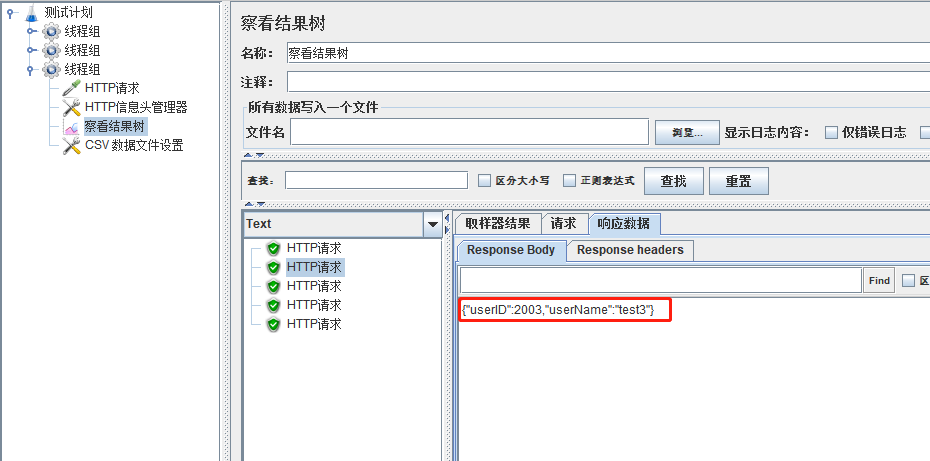 测试计划
线程组
线程组
线程组
HTTP请求
HTTP信息头管理器
察看结果树
CSV 数据文件设置
察看结果树
名称： 察看结果树
注释：
所有数据写入一个文件
文件名 浏览... 显示日志内容： 仅错误日志
查找： 区分大小写 正则表达式 查找 重置
Text
HTTP请求
HTTP请求
HTTP请求
HTTP请求
HTTP请求
取样器结果 请求 响应数据
Response Body Response headers
Find 区
{"userID":2003,"userName":"test3"}